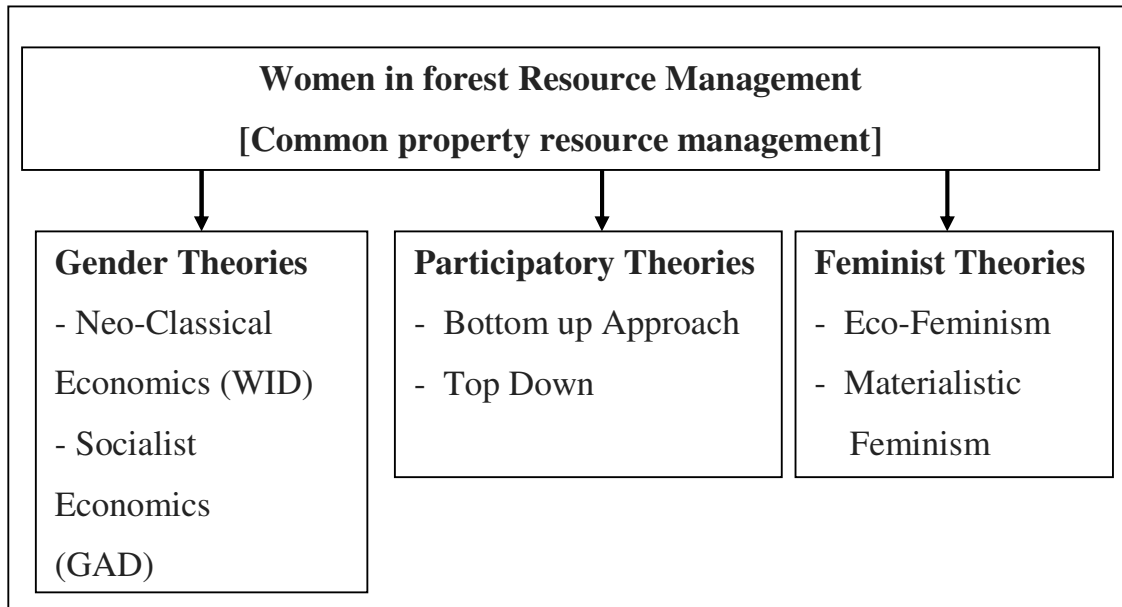 Women in forest Resource Management
[Common property resource management]
Gender Theories
- Neo-Classical
Economics (WID)
- Socialist
Economics
(GAD)
Participatory Theories
- Bottom up Approach
- Top Down
Feminist Theories
- Eco-Feminism
- Materialistic
Feminism